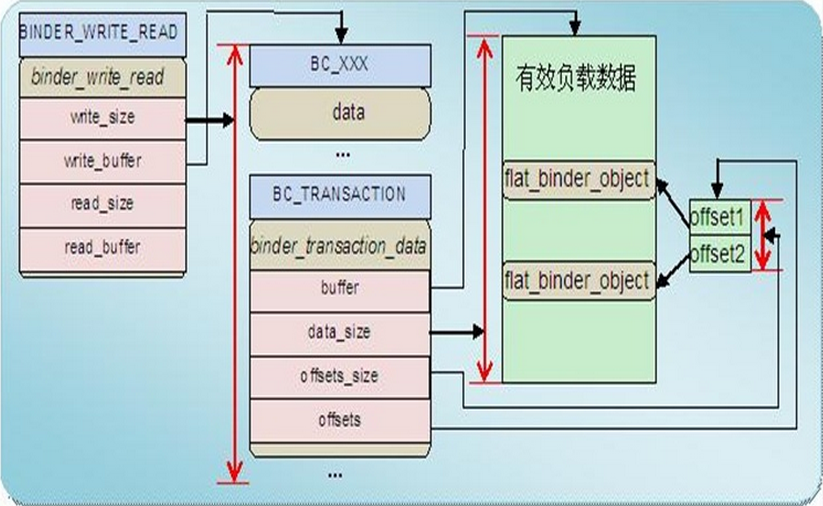 BINDER_WRITE_READ
binder_write_read
write_size
write_buffer
read_size
read_buffer
BC_XXX
data
...
BC_TRANSACTION
binder_transaction_data
buffer
data_size
offsets_size
offsets
...
有效负载数据
flat_binder_object
flat_binder_object
offset1
offset2